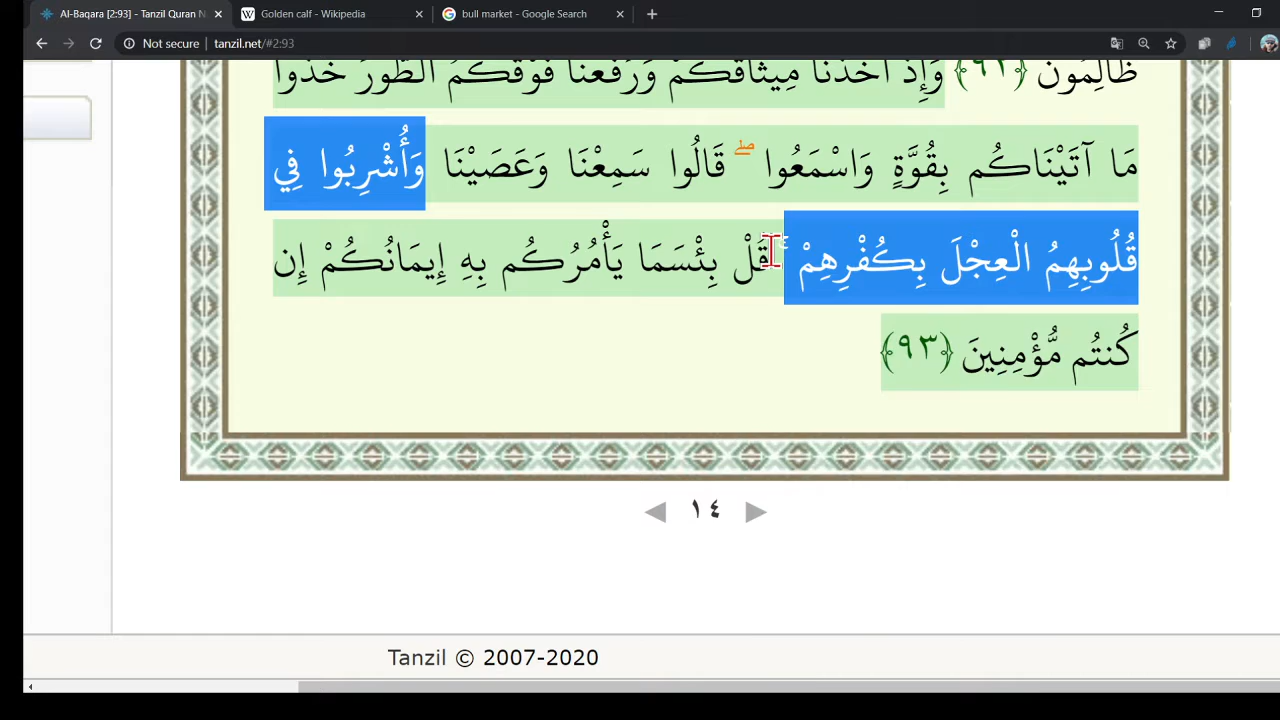 Al-Baqara [2:93] - Tanzil Quran N
Golden calf - Wikipedia
bull market - Google Search
Not secure | tanzil.net/#2:93
ظَالِمُونَ ﴿٩٢﴾ وَإِذْ أَخَذْنَا مِيثَاقَكُمْ وَرَفَعْنَا فَوْقَكُمُ الطُّورَ خُذُوا
مَا آتَيْنَاكُم بِقُوَّةٍ وَاسْمَعُوا ۖ قَالُوا سَمِعْنَا وَعَصَيْنَا وَأُشْرِبُوا فِي
قُلُوبِهِمُ الْعِجْلَ بِكُفْرِهِمْ ۚ قُلْ بِئْسَمَا يَأْمُرُكُم بِهِ إِيمَانُكُمْ إِن
كُنتُم مُّؤْمِنِينَ ﴿٩٣﴾
١٤
Tanzil © 2007-2020